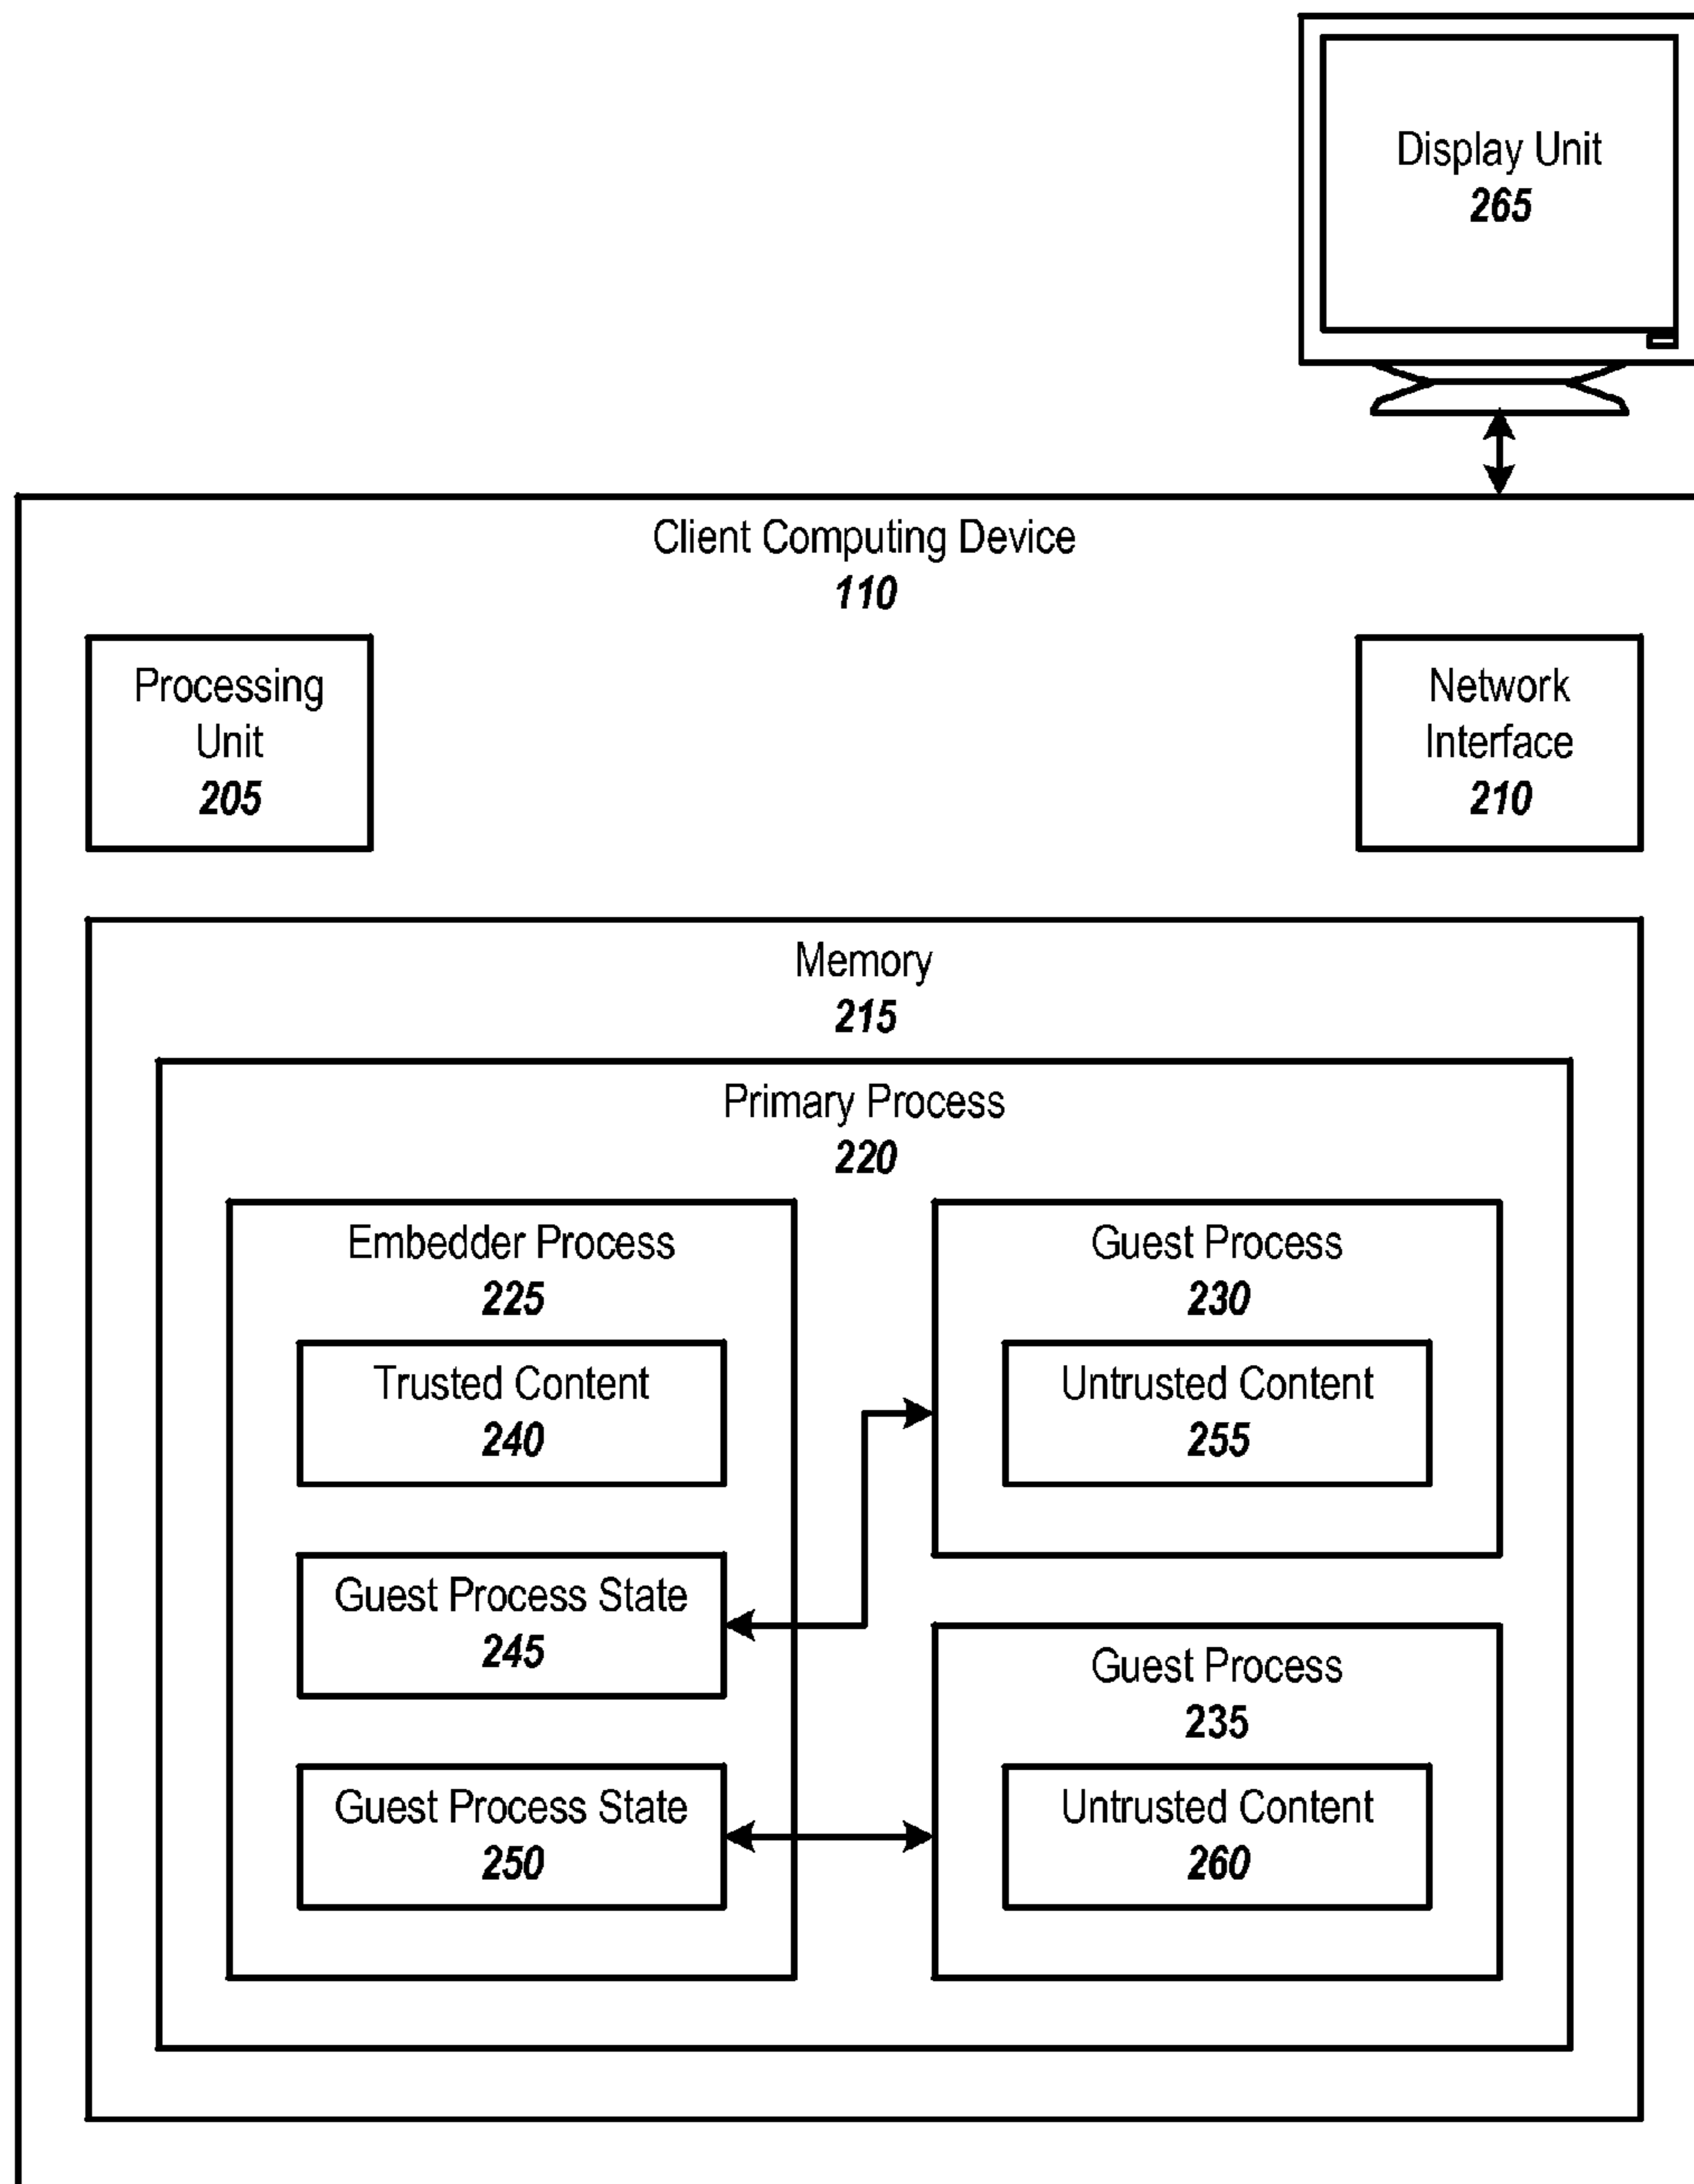 Display Unit
265
Client Computing Device
110
Processing
Unit
205
Network
Interface
210
Memory
215
Primary Process
220
Embedder Process
225
Trusted Content
240
Guest Process State
245
Guest Process State
250
Guest Process
230
Untrusted Content
255
Guest Process
235
Untrusted Content
260